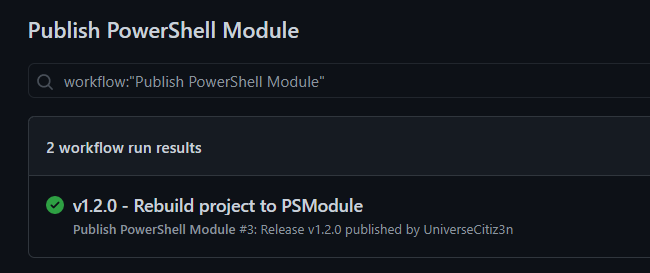 Publish PowerShell Module
workflow:"Publish PowerShell Module"
2 workflow run results
v1.2.0 - Rebuild project to PSModule
Publish PowerShell Module #3: Release v1.2.0 published by UniverseCitiz3n